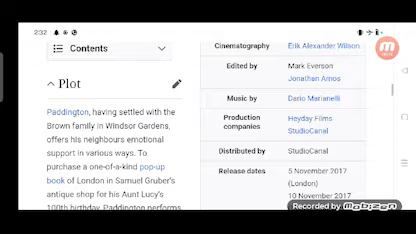 2:32
Contents
Plot
Paddington, having settled with the
Brown family in Windsor Gardens,
offers his neighbours emotional
support in various ways. To
purchase a one-of-a-kind pop-up
book of London in Samuel Gruber's
antique shop for his Aunt Lucy's
100th birthday, Paddington performs
Cinematography Erik Alexander Wilson
Edited by Mark Everson
Jonathan Amos
Music by Dario Marianelli
Production Heyday Films
companies StudioCanal
Distributed by StudioCanal
Release dates 5 November 2017
(London)
10 November 2017
Recorded by mobizen